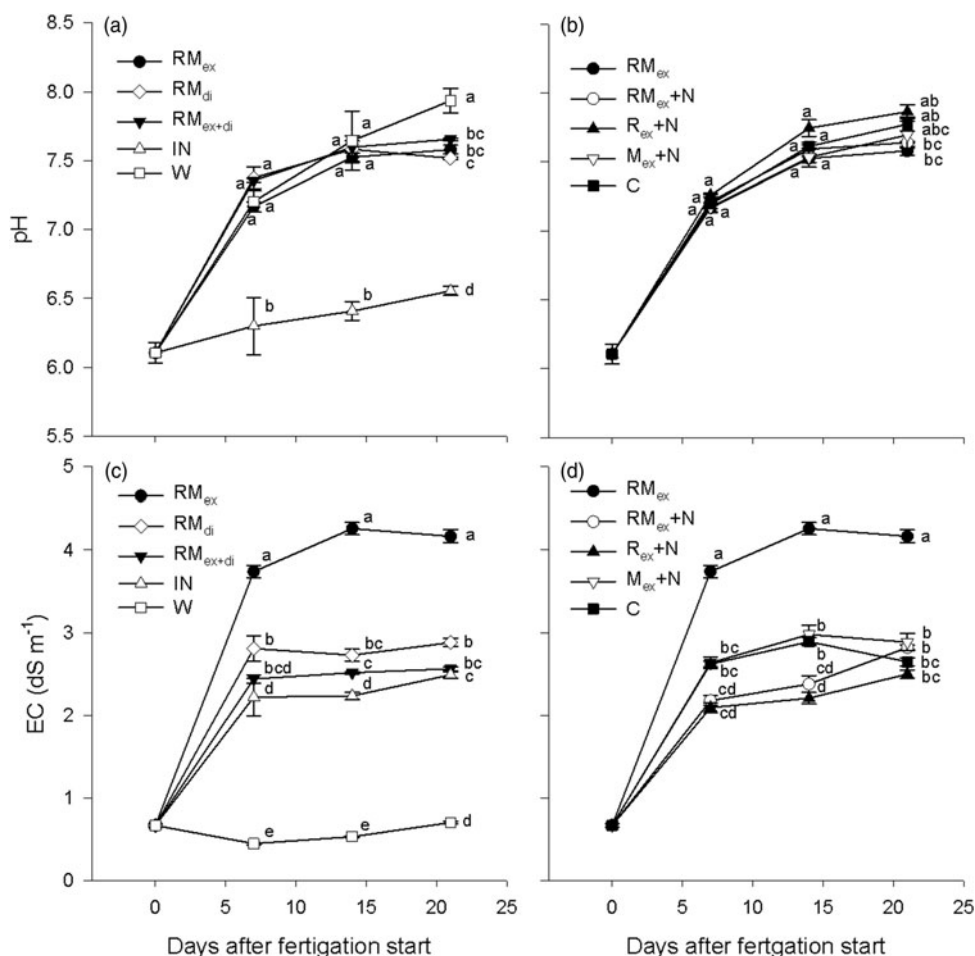 (a)
RMex
RMdi
RMex+di
IN
W
pH
8.5
8.0
7.5
7.0
6.5
6.0
5.5
a
a
a
a
a
a
a
a
a
bc
bc
c
b
b
d
(b)
RMex
RMex+N
Rex+N
Mex+N
C
a
a
a
a
a
a
a
a
a
a
ab
ab
abc
bc
bc
(c)
RMex
RMdi
RMex+di
IN
W
EC (dS m-1)
5
4
3
2
1
0
a
a
a
b
bc
b
bcd
c
bc
d
d
c
e
e
d
0 5 10 15 20 25
Days after fertigation start
(d)
RMex
RMex+N
Rex+N
Mex+N
C
a
a
a
bc
b
b
bc
b
b
cd
cd
bc
cd
d
bc
0 5 10 15 20 25
Days after fertgation start